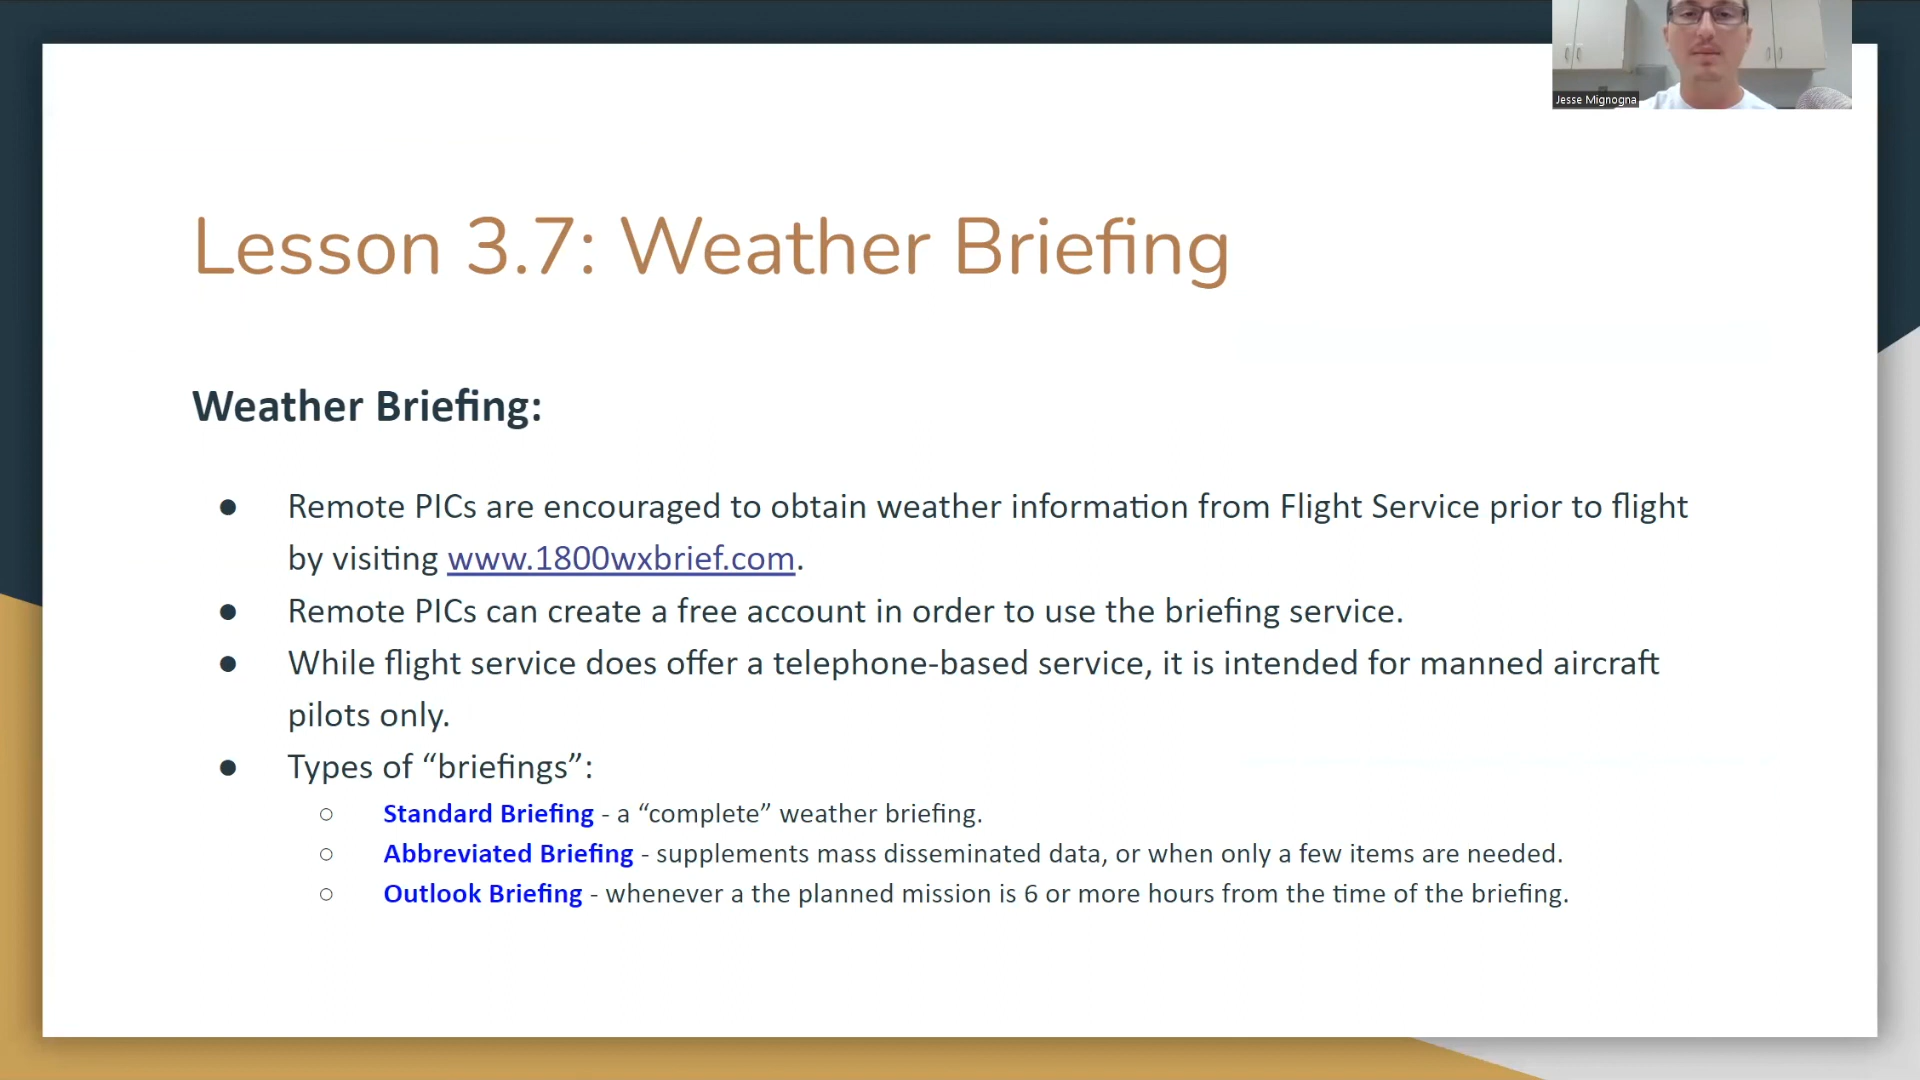 Jesse Mignogna
Lesson 3.7: Weather Briefing
Weather Briefing:
● Remote PICs are encouraged to obtain weather information from Flight Service prior to flight
by visiting www.1800wxbrief.com.
● Remote PICs can create a free account in order to use the briefing service.
● While flight service does offer a telephone-based service, it is intended for manned aircraft
pilots only.
● Types of “briefings”:
○ Standard Briefing - a “complete” weather briefing.
○ Abbreviated Briefing - supplements mass disseminated data, or when only a few items are needed.
○ Outlook Briefing - whenever a the planned mission is 6 or more hours from the time of the briefing.